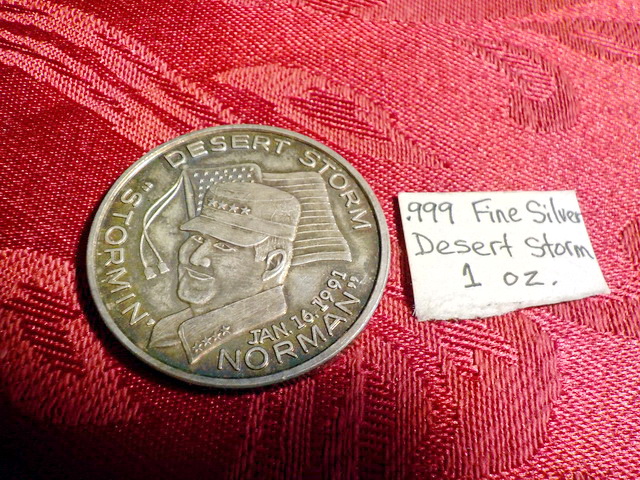 DESERT STORM
"STORMIN'
NORMAN"
JAN. 16. 1991
.999 Fine Silver
Desert Storm
1 oz.